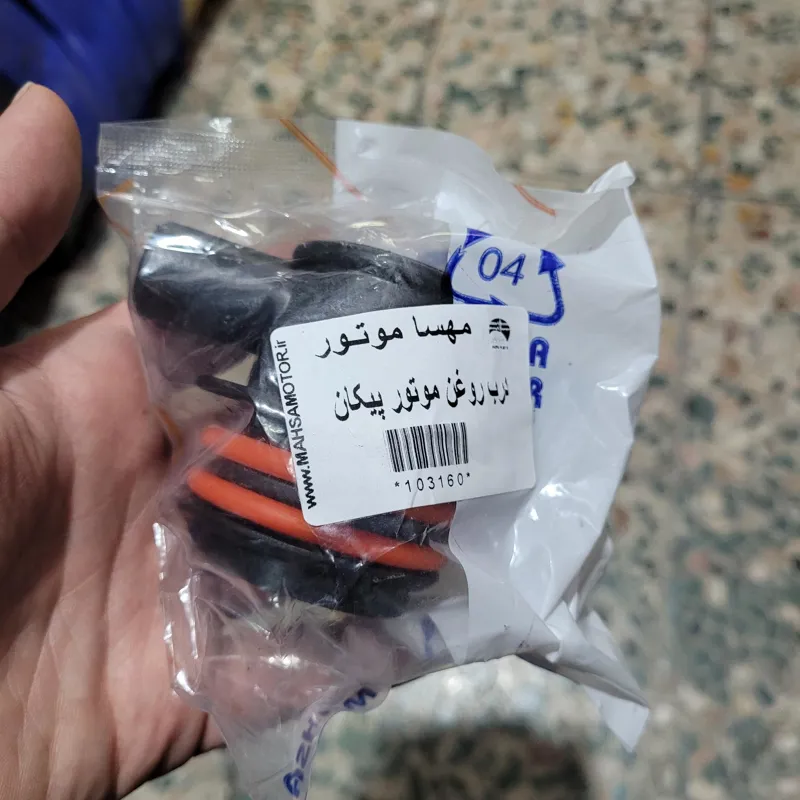 04
مهسا موتور
درب روغن موتور پیکان
*103160*
www.MAHSAMOTOR.ir
A
R